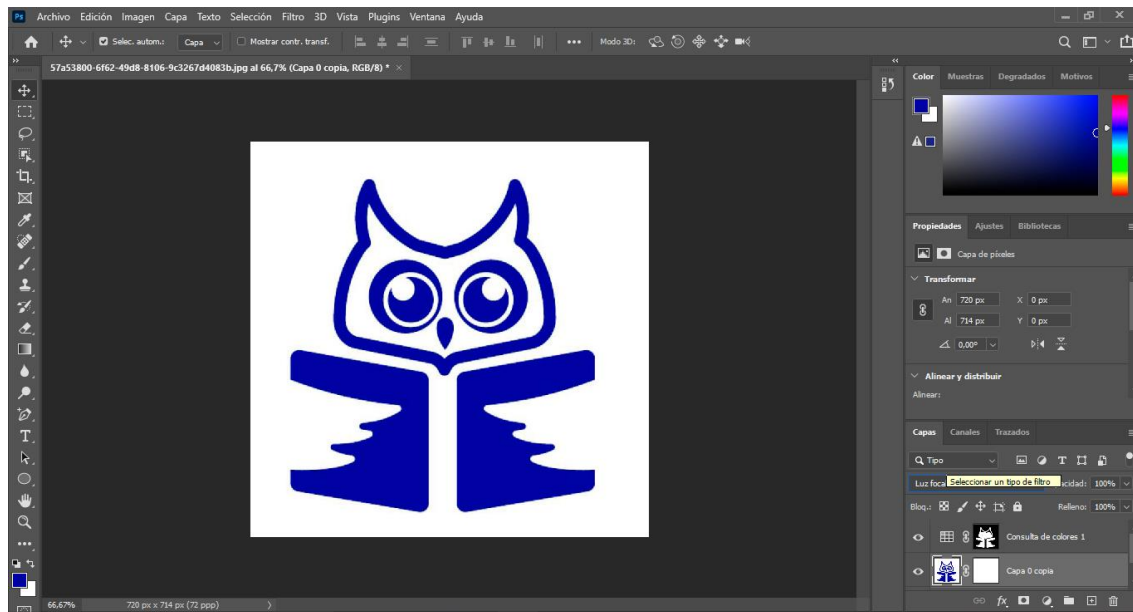 Ps Archivo Edición Imagen Capa Texto Selección Filtro 3D Vista Plugins Ventana Ayuda
Selec. autom.: Capa Mostrar contr. transf. Modo 3D:
57a53800-6f62-49d8-8106-9c3267d4083b.jpg al 66,7% (Capa 0 copia, RGB/8) * ×
Color Muestras Degradados Motivos
Propiedades Ajustes Bibliotecas
Capa de píxeles
Transformar
An 720 px X 0 px
Al 714 px Y 0 px
0,00°
Alinear y distribuir
Alinear:
Capas Canales Trazados
Tipo
Luz foca Seleccionar un tipo de filtro acidad: 100%
Bloq.: Relleno: 100%
Consulta de colores 1
Capa 0 copia
66,67% 720 px x 714 px (72 ppp)